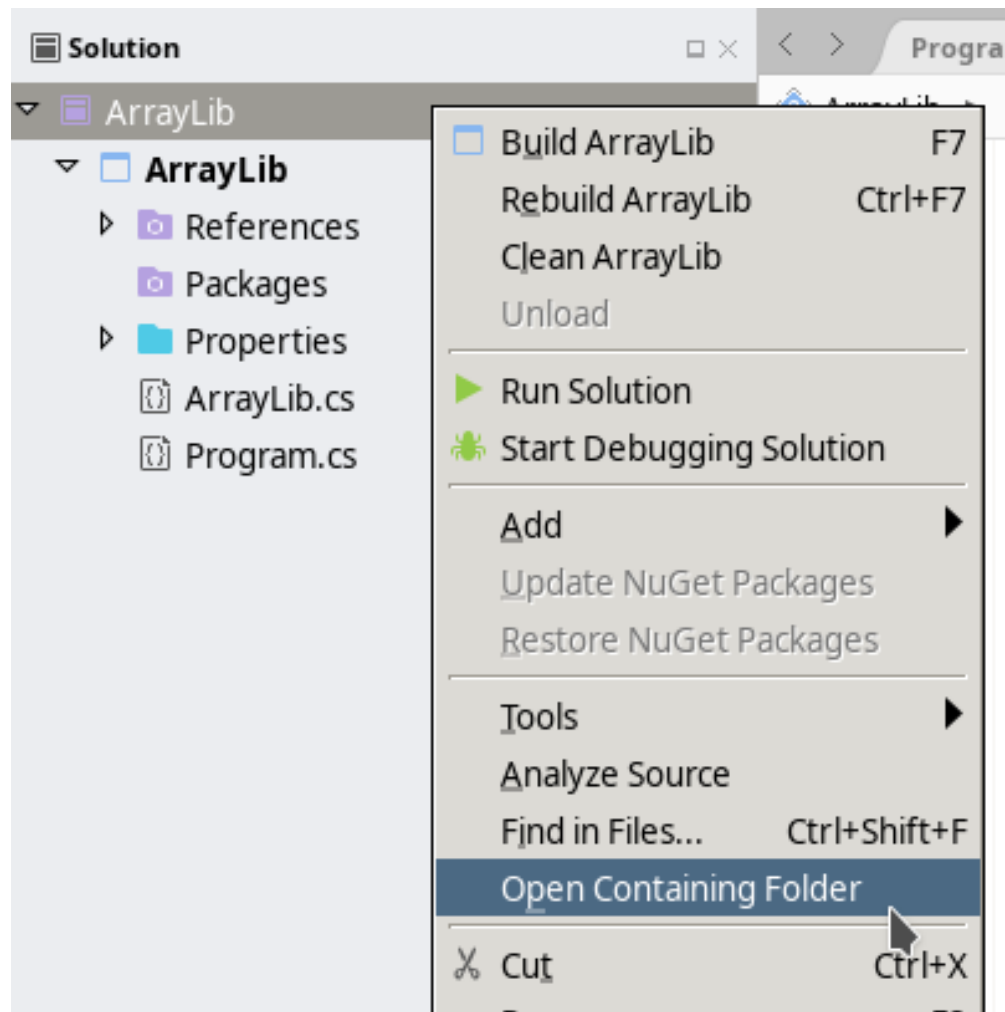 Solution
Progra
ArrayLib
ArrayLib
References
Packages
Properties
ArrayLib.cs
Program.cs
Build ArrayLib F7
Rebuild ArrayLib Ctrl+F7
Clean ArrayLib
Unload
Run Solution
Start Debugging Solution
Add
Update NuGet Packages
Restore NuGet Packages
Tools
Analyze Source
Find in Files... Ctrl+Shift+F
Open Containing Folder
Cut Ctrl+X